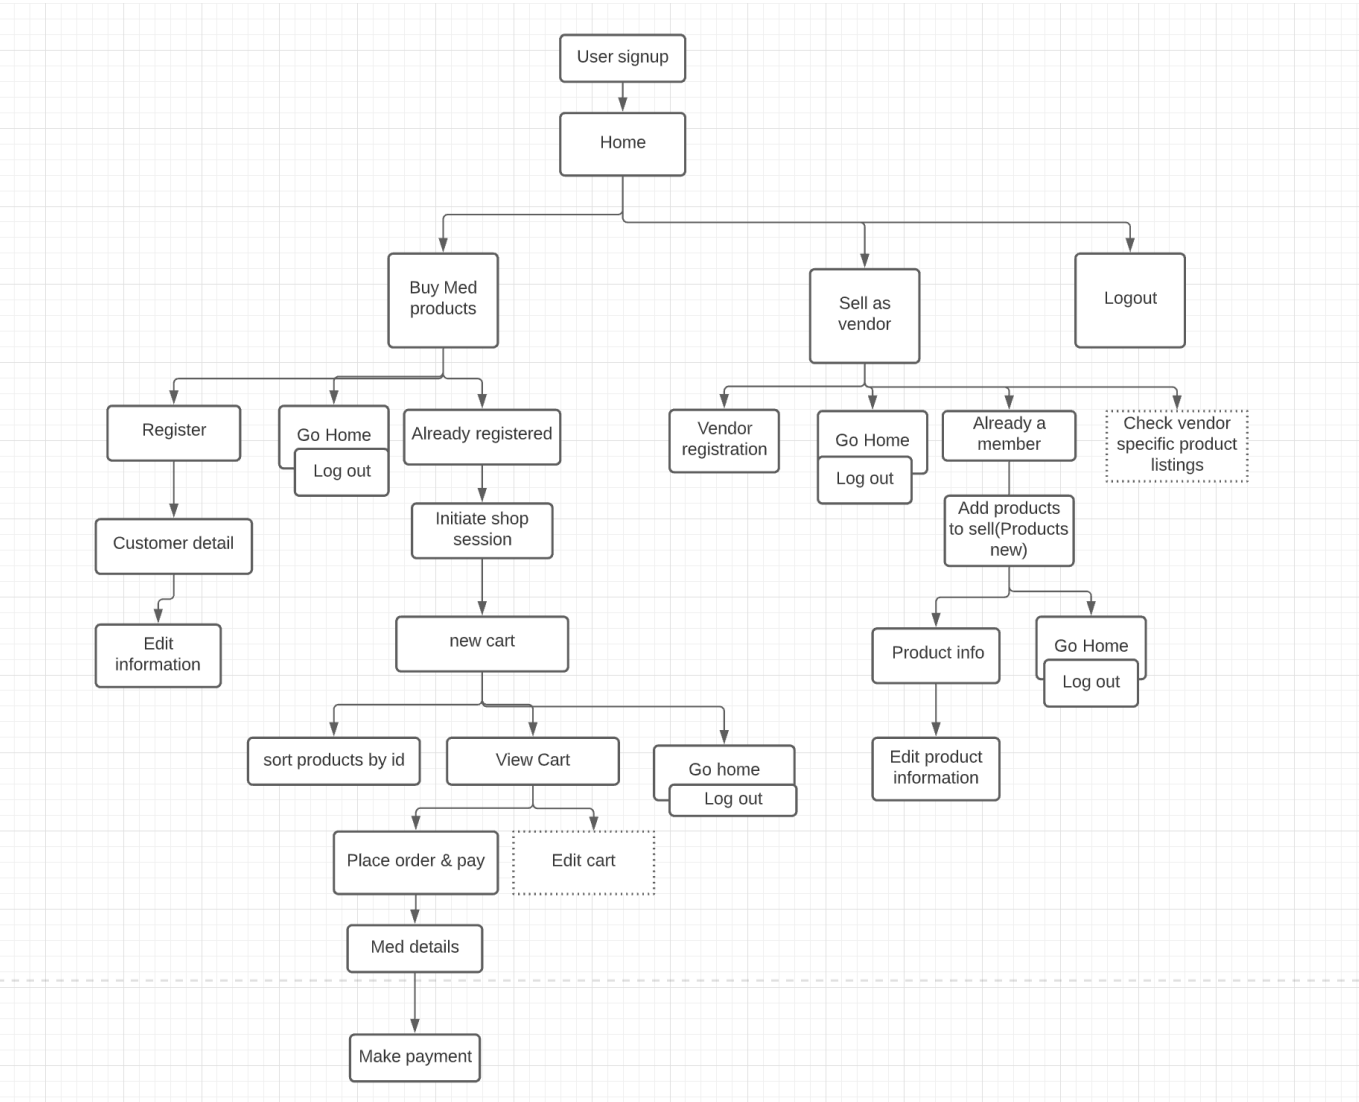 User signup
Home
Buy Med
products
Sell as
vendor
Logout
Register
Go Home
Log out
Already registered
Vendor
registration
Go Home
Log out
Already a
member
Check vendor
specific product
listings
Customer detail
Initiate shop
session
Add products
to sell(Products
new)
Edit
information
new cart
Product info
Go Home
Log out
sort products by id
View Cart
Go home
Log out
Edit product
information
Place order & pay
Edit cart
Med details
Make payment